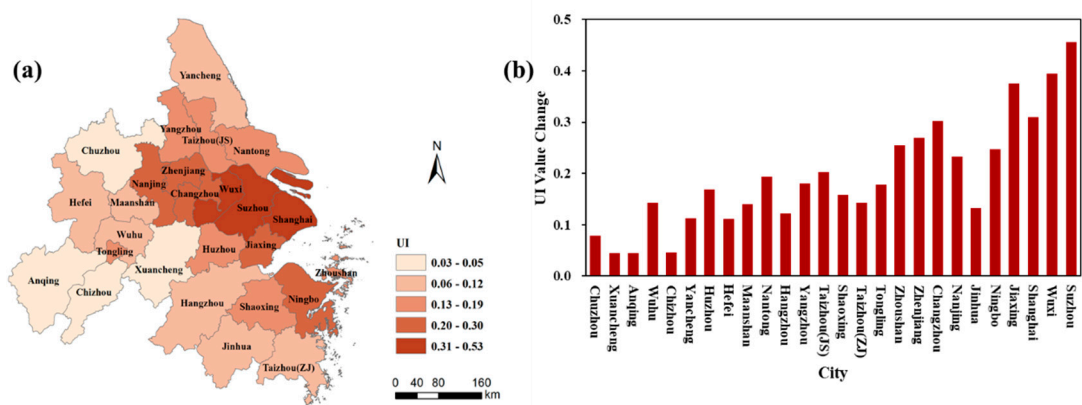 (a)
Yancheng
Yangzhou
Taizhou(JS)
Chuzhou
Nantong
N
Zhenjiang
Nanjing
Wuxi
Changzhou
Hefei
Maanshan
Suzhou
Shanghai
Wuhu
Tongling
Huzhou
Jiaxing
Xuancheng
Anqing
Chizhou
Zhoushan
Hangzhou
Shaoxing
Ningbo
Jinhua
Taizhou(ZJ)
UI
0.03 - 0.05
0.06 - 0.12
0.13 - 0.19
0.20 - 0.30
0.31 - 0.53
0 40 80 160
km
(b)
UI Value Change
0.5
0.4
0.3
0.2
0.1
0.0
Chuzhou
Xuancheng
Anqing
Wuhu
Chizhou
Yancheng
Huzhou
Hefei
Maanshan
Nantong
Hangzhou
Yangzhou
Taizhou(JS)
Shaoxing
Taizhou(ZJ)
Tongling
Zhoushan
Zhenjiang
Changzhou
Nanjing
Jinhua
Ningbo
Jiaxing
Shanghai
Wuxi
Suzhou
City